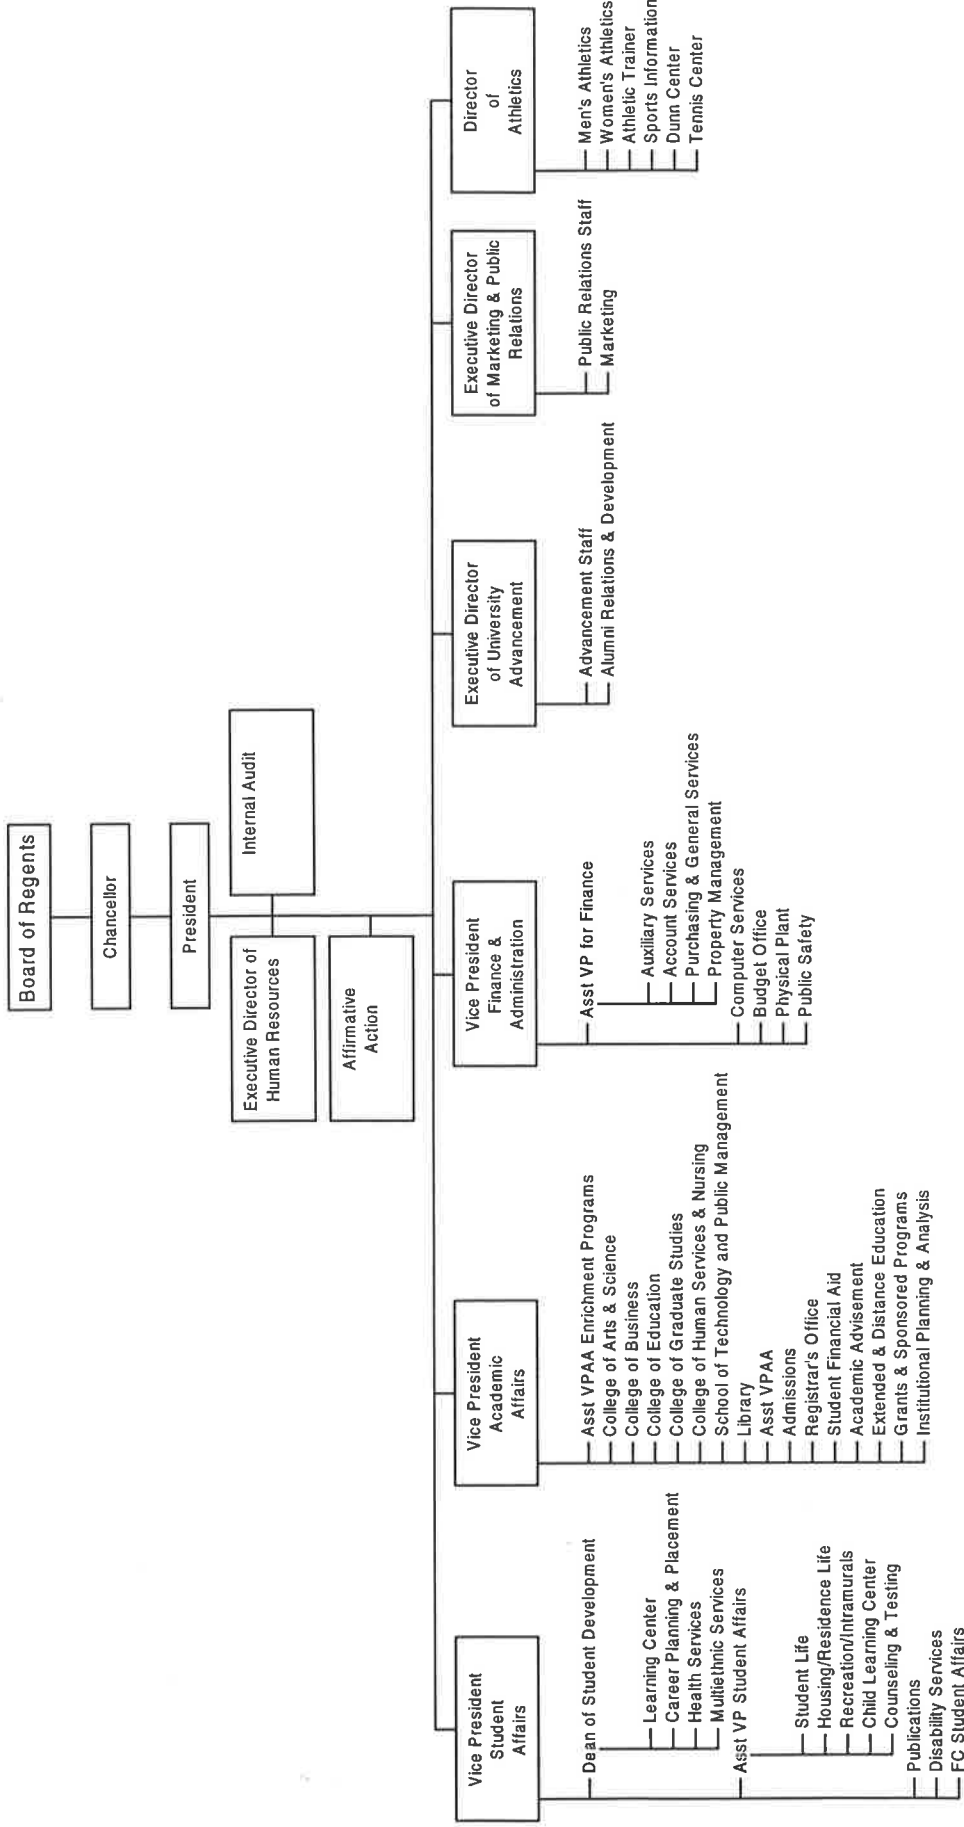 Board of Regents
Chancellor
President
Executive Director of
Human Resources
Internal Audit
Affirmative
Action
Vice President
Student
Affairs
Dean of Student Development
Learning Center
Career Planning & Placement
Health Services
Multiethnic Services
Asst VP Student Affairs
Student Life
Housing/Residence Life
Recreation/Intramurals
Child Learning Center
Counseling & Testing
Publications
Disability Services
FC Student Affairs
Vice President
Academic
Affairs
Asst VPAA Enrichment Programs
College of Arts & Science
College of Business
College of Education
College of Graduate Studies
College of Human Services & Nursing
School of Technology and Public Management
Library
Asst VPAA
Admissions
Registrar's Office
Student Financial Aid
Academic Advisement
Extended & Distance Education
Grants & Sponsored Programs
Institutional Planning & Analysis
Vice President
Finance &
Administration
Asst VP for Finance
Auxiliary Services
Account Services
Purchasing & General Services
Property Management
Computer Services
Budget Office
Physical Plant
Public Safety
Executive Director
of University
Advancement
Advancement Staff
Alumni Relations & Development
Executive Director
of Marketing & Public
Relations
Public Relations Staff
Marketing
Director
of
Athletics
Men's Athletics
Women's Athletics
Athletic Trainer
Sports Information
Dunn Center
Tennis Center